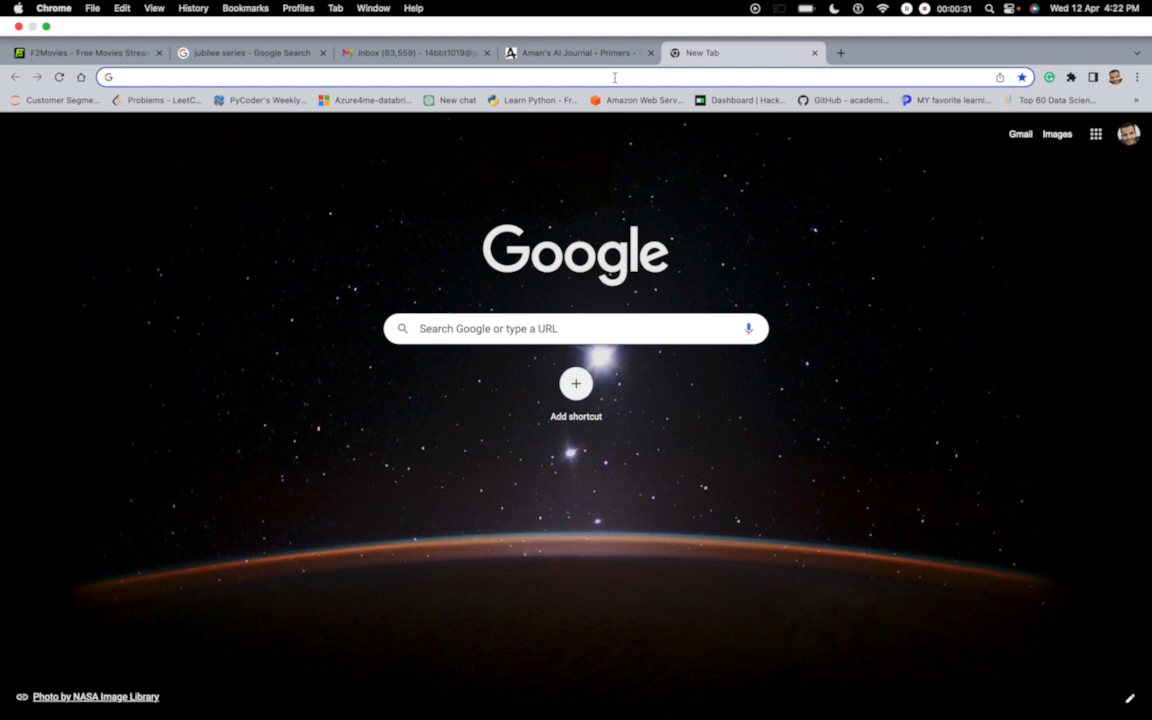 Chrome File Edit View History Bookmarks Profiles Tab Window Help 00:00:31 Wed 12 Apr 4:22 PM
F2Movies - Free Movies Strean jubilee series - Google Search Inbox (63,559) - 14bbt1019@g Aman's AI Journal • Primers • New Tab
Customer Segme... Problems - LeetC... PyCoder's Weekly... Azure4me-databri... New chat Learn Python - Fr... Amazon Web Serv... Dashboard | Hack... GitHub - academi... MY favorite learni... Top 60 Data Scien... »
Gmail Images
Google
Search Google or type a URL
Add shortcut
Photo by NASA Image Library